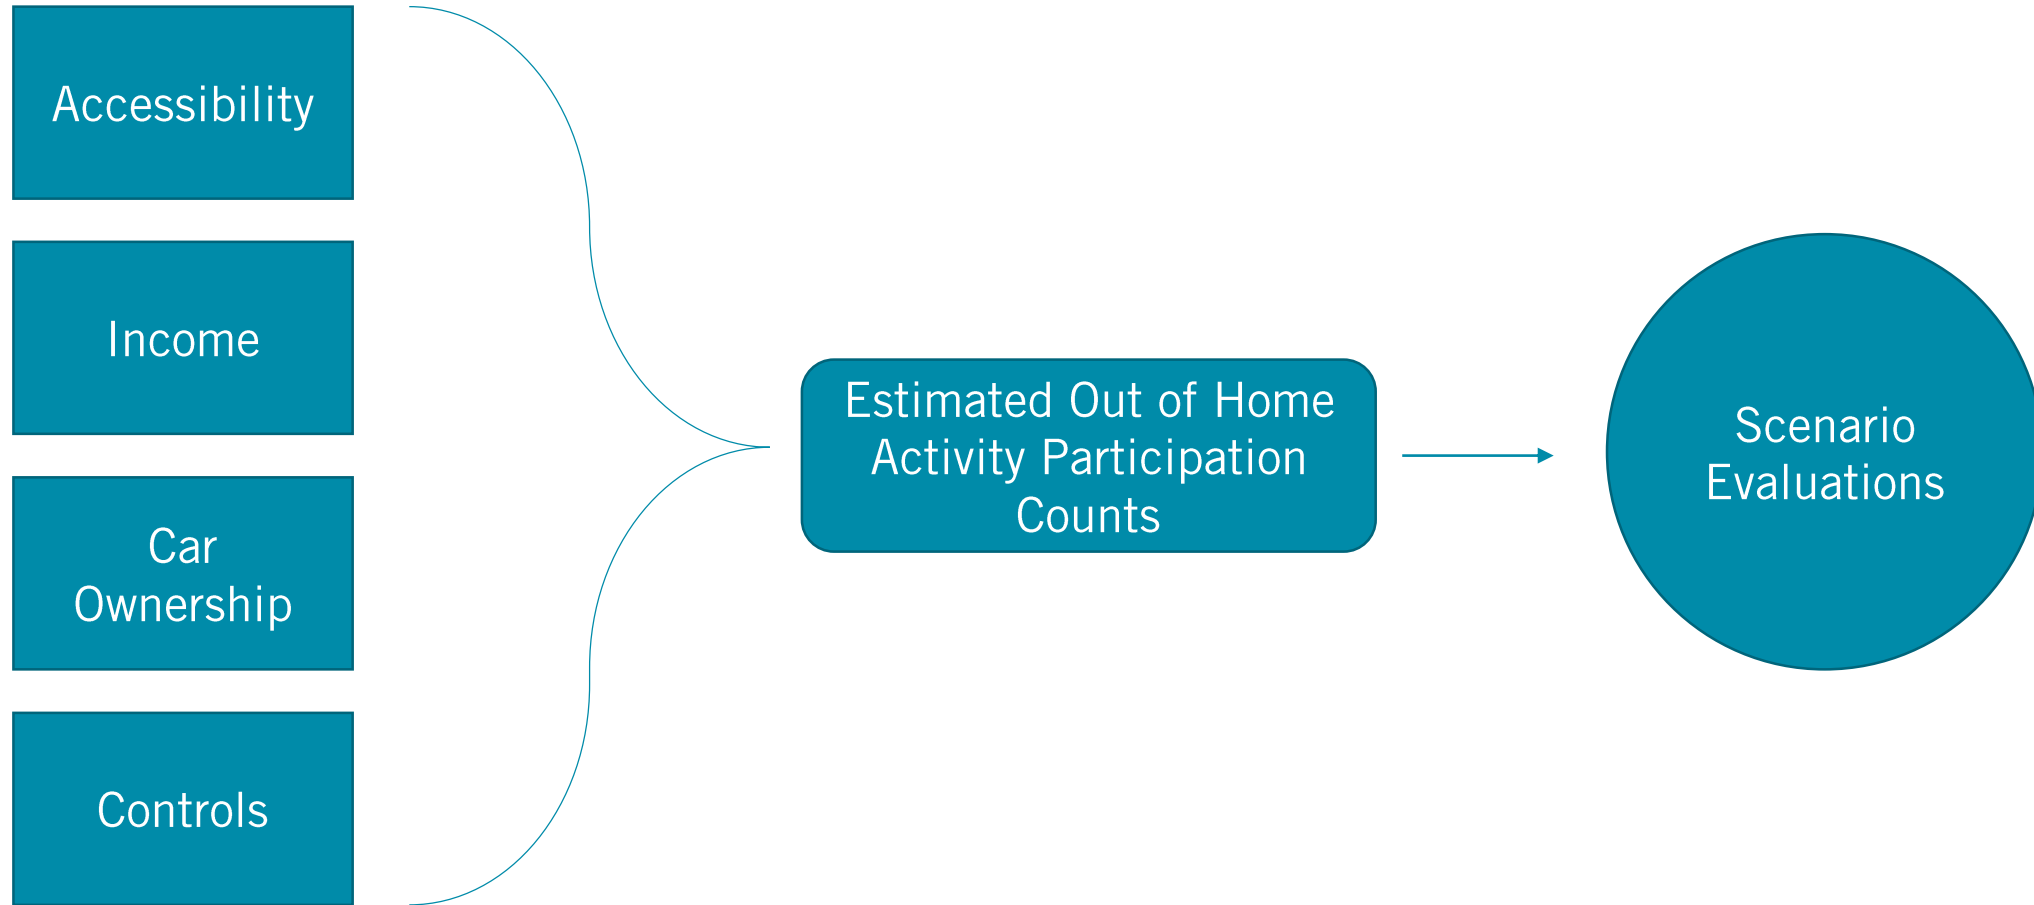 Accessibility
Income
Car
Ownership
Controls
Estimated Out of Home
Activity Participation
Counts
Scenario
Evaluations